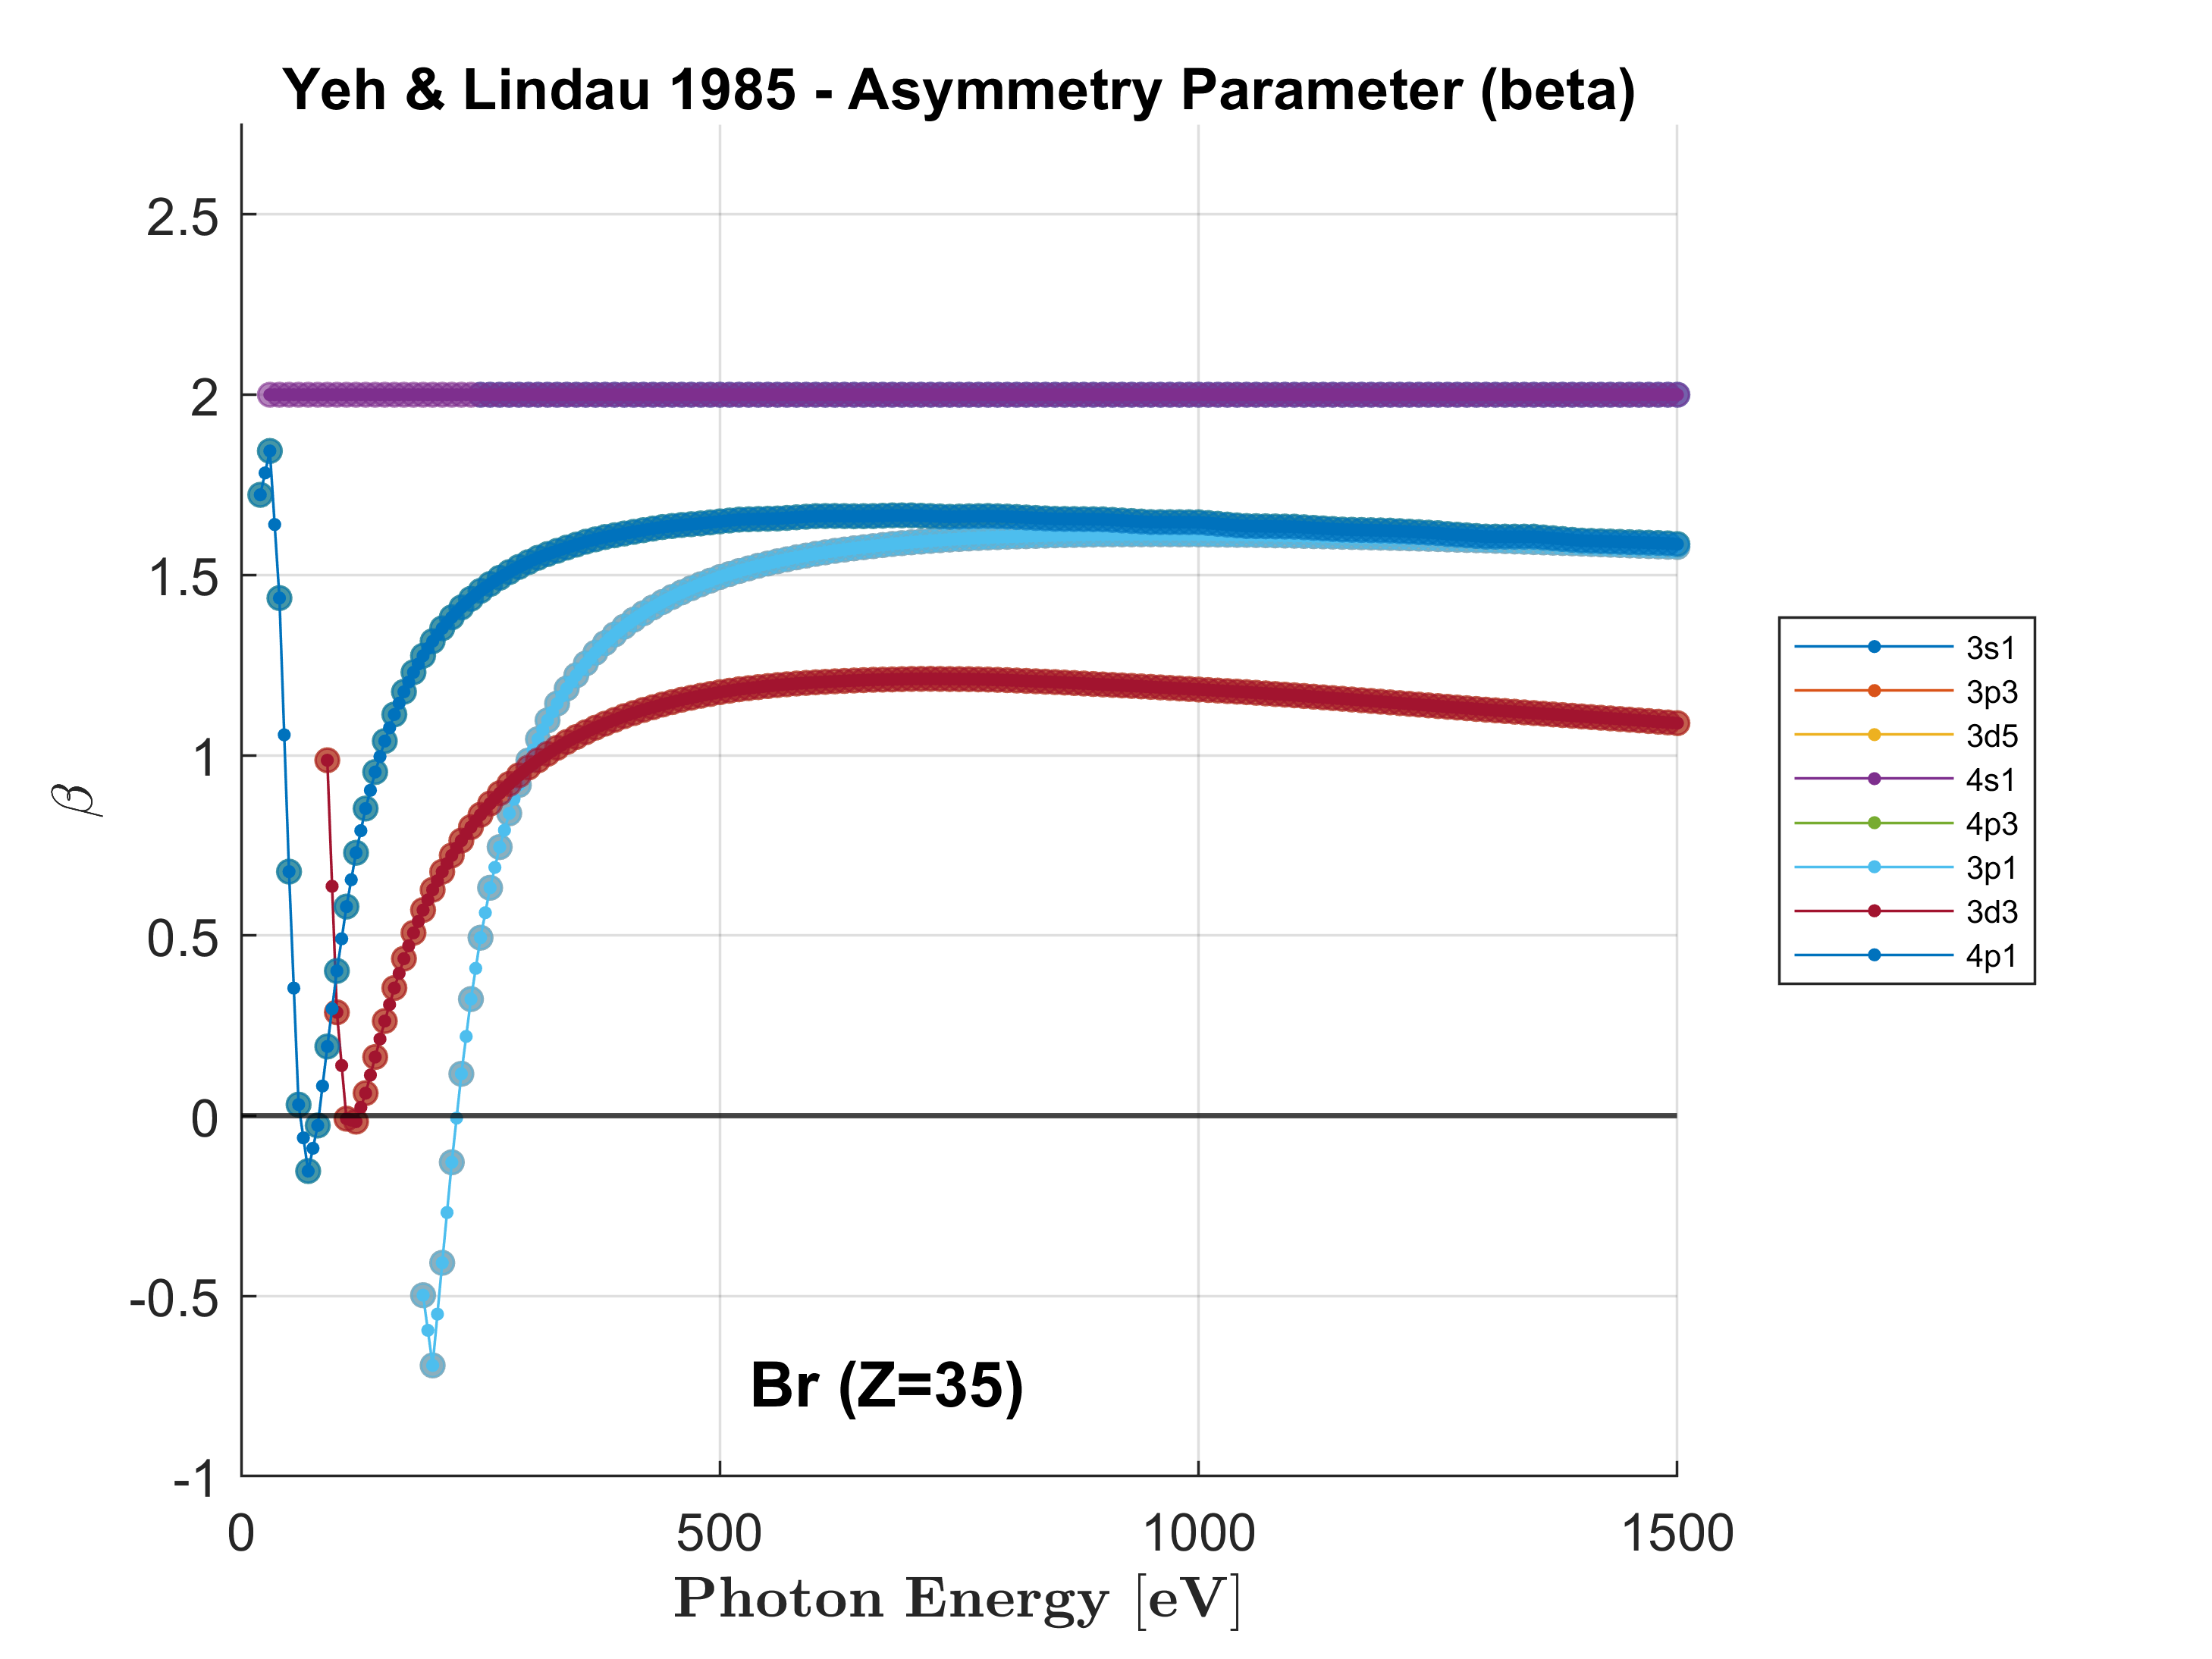 Yeh & Lindau 1985 - Asymmetry Parameter (beta)
2.5
2
1.5
1
0.5
0
-0.5
-1
β
0 500 1000 1500
Photon Energy [eV]
Br (Z=35)
3s1
3p3
3d5
4s1
4p3
3p1
3d3
4p1